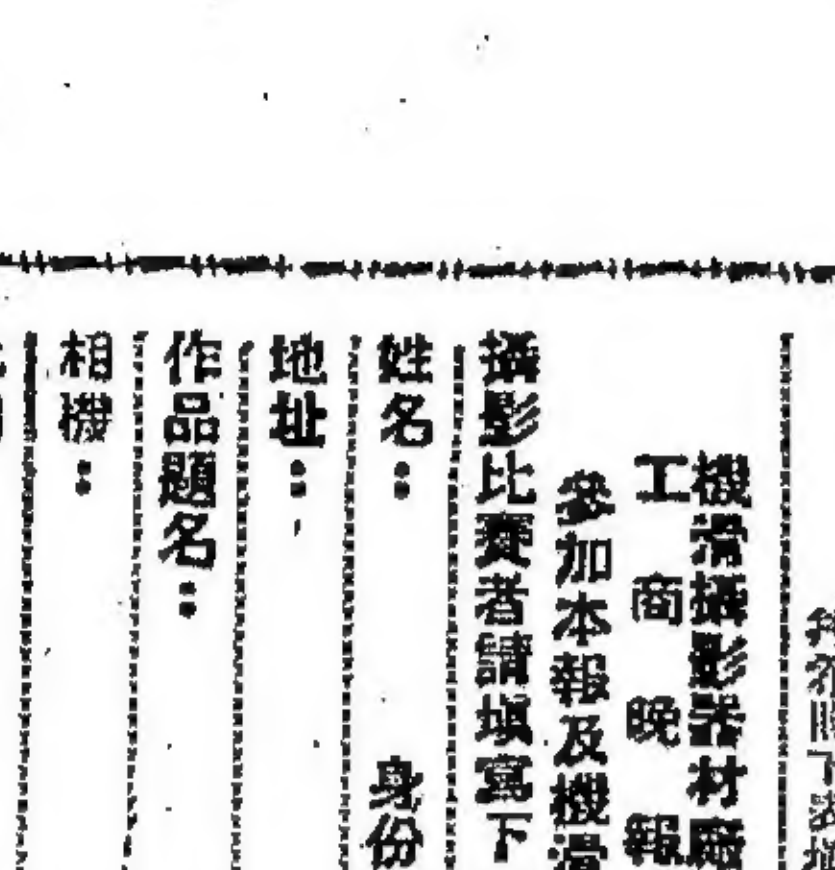 機滑攝影器材廠
工商晚報
參加本報及機滑
攝影比賽者請填寫下
姓名： 身份
地址：
作品題名：
相機：